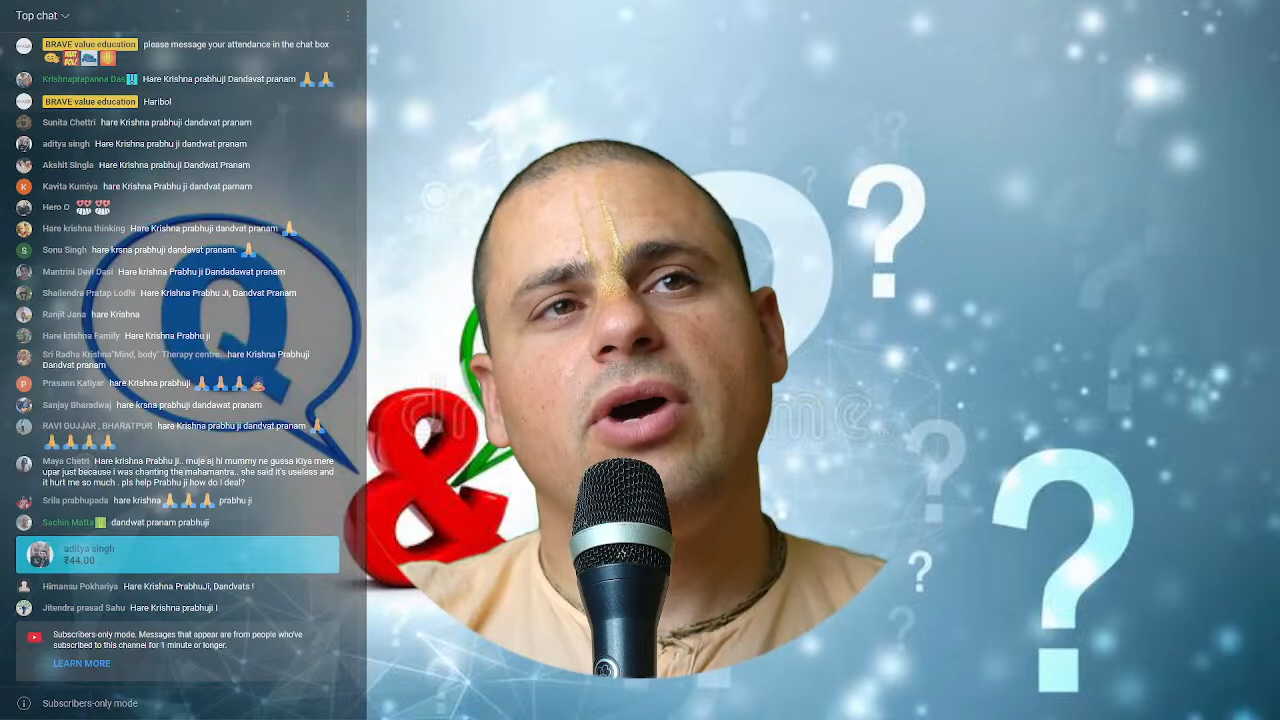 Top chat
BRAVE value education please message your attendance in the chat box
Krishnaprapanna Das Hare Krishna prabhuji Dandavat pranam
BRAVE value education Haribol
Sunita Chettri hare Krishna prabhuji dandavat pranam
aditya singh Hare Krishna prabhu ji dandwat pranam
Akshit Singla Hare Krishna prabhuji Dandwat Pranam
K Kavita Kumiya hare Krishna Prabhu ji dandvat parnam
Hero O
Hare krishna thinking Hare Krishna prabhuji dandvat pranam
S Sonu Singh hare krsna prabhuji dandavat pranam.
Mantrini Devi Dasi Hare krishna Prabhu ji Dandadawat pranam
Shailendra Pratap Lodhi Hare Krishna Prabhu Ji, Dandvat Pranam
Ranjit Jana hare Krishna
Hare krishna Family Hare Krishna Prabhu ji
Sri Radha Krishna"Mind, body" Therapy centre. hare Krishna Prabhuji
Dandvat pranam
P Prasann Katiyar hare Krishna prabhuji
Sanjay Bharadwaj hare krsna prabhuji dandawat pranam
RAVI GUJJAR , BHARATPUR hare Krishna prabhu ji dandvat pranam
Maya Chetri Hare krishna Prabhu ji.. muje aj hi mummy ne gussa Kiya mere
upar just because i was chanting the mahamantra.. she said it's useless and
it hurt me so much . pls help Prabhu ji how do I deal?
Srila prabhupada hare krishna prabhu ji
Sachin Matta dandwat pranam prabhuji
aditya singh
₹44.00
Himansu Pokhariya Hare Krishna PrabhuJi, Dandvats !
Jitendra prasad Sahu Hare Krishna prabhuji !
Subscribers-only mode. Messages that appear are from people who've
subscribed to this channel for 1 minute or longer.
LEARN MORE
Subscribers-only mode
Q
&
?
?
?